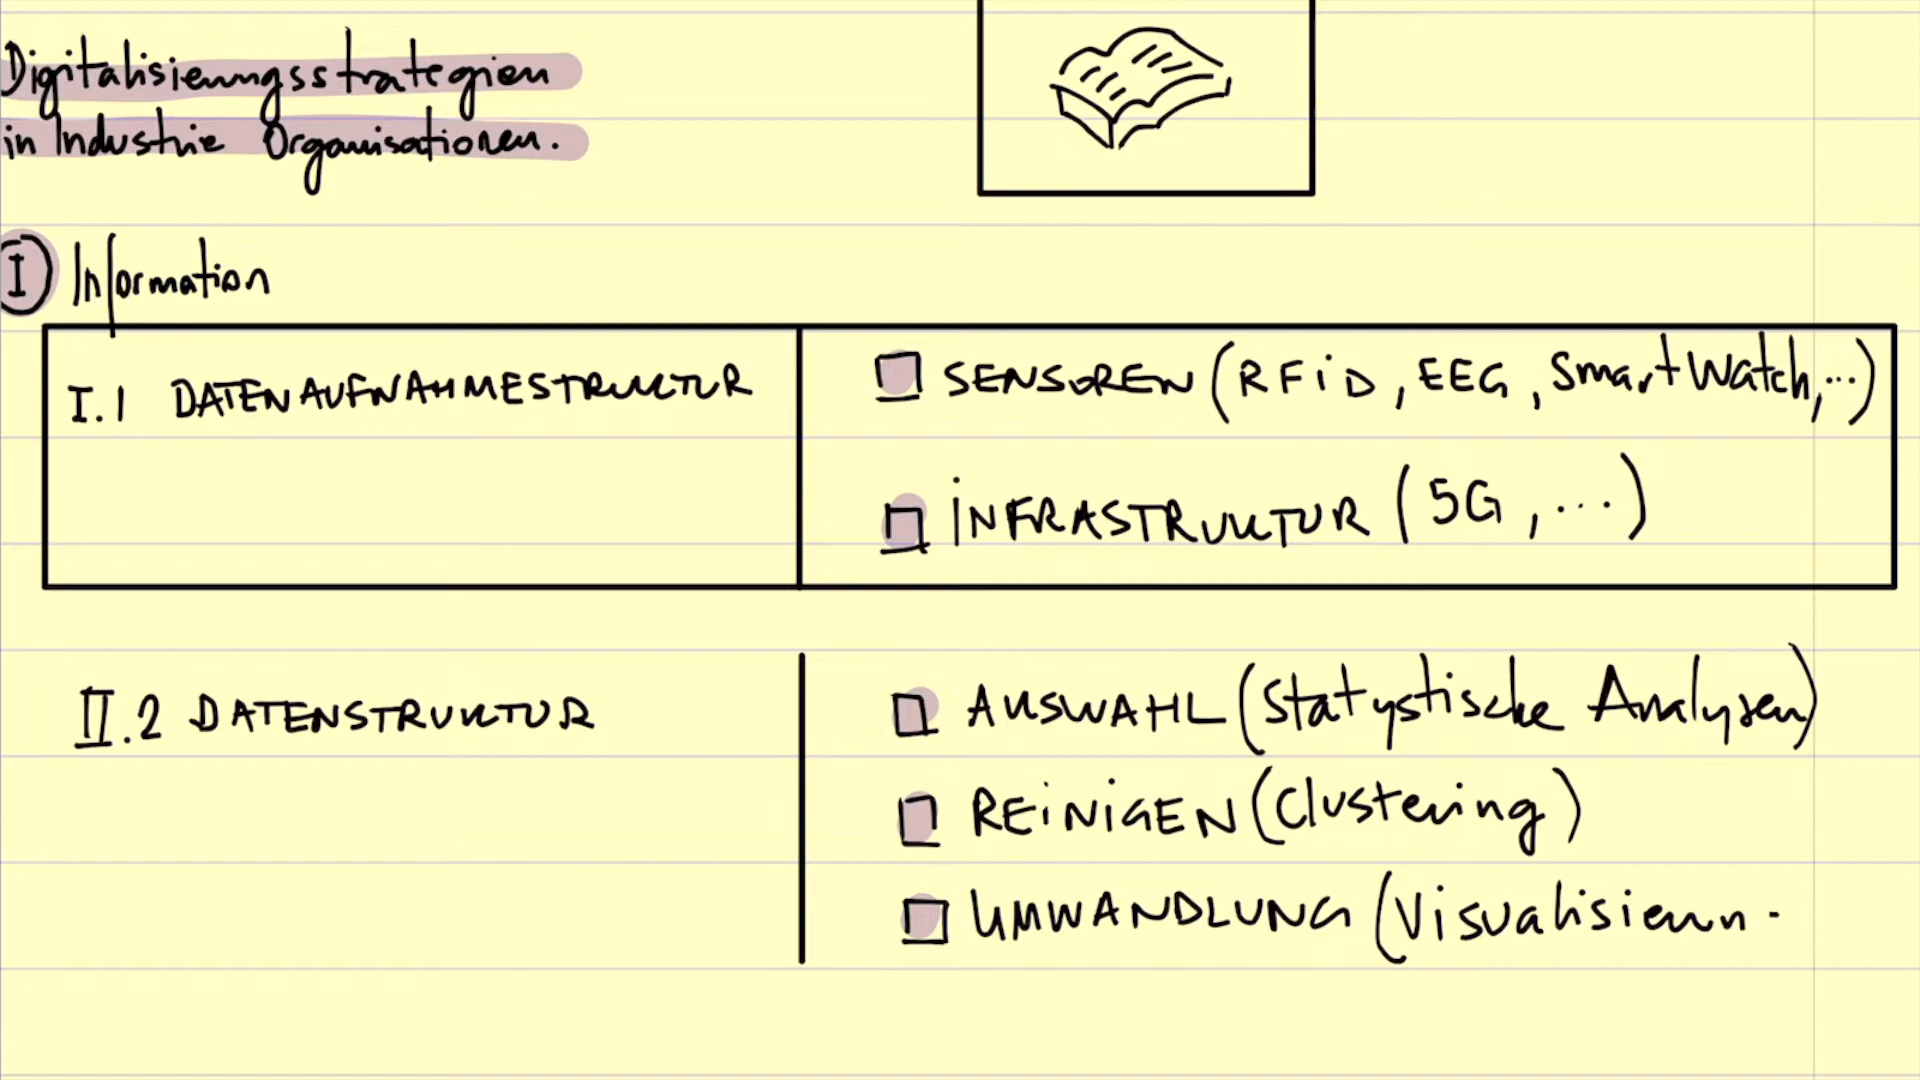 Digitalisierungsstrategien
in Industrie Organisationen.
I Information
I.1 DATENAUFNAHMESTRUKTUR
SENSOREN (RFiD, EEG, SmartWatch,...)
iNFRASTRUKTUR (5G, ...)
II.2 DATENSTRUKTUR
AUSWAHL (Statystische Analysen)
REiNiGEN (Clustering)
UMWANDLUNG (Visualisierun-